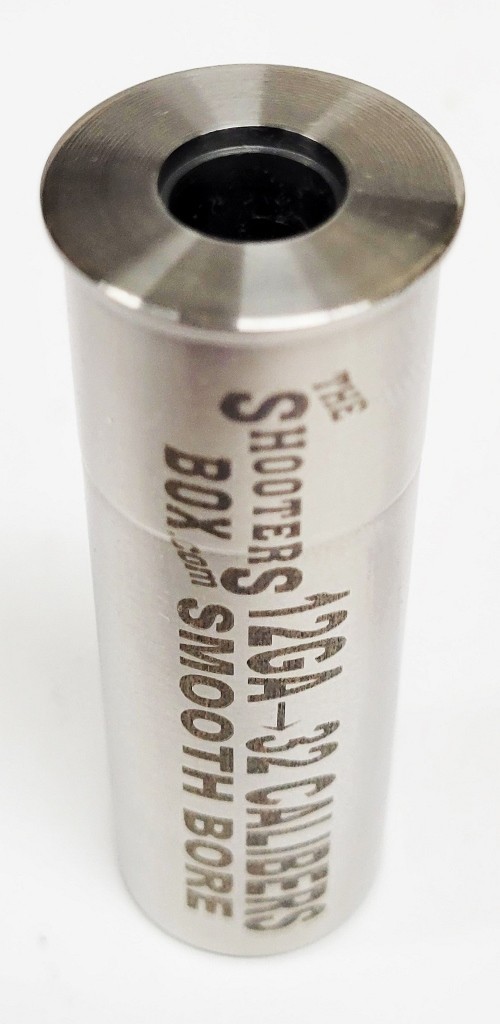 THE
SHOOTERS
BOX.com
12GA→32 CALIBERS
SMOOTH BORE